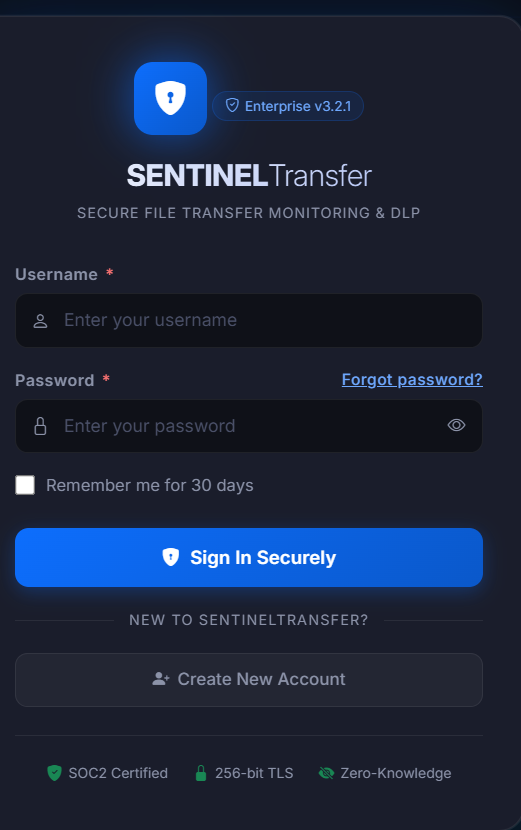 Enterprise v3.2.1
SENTINELTransfer
SECURE FILE TRANSFER MONITORING & DLP
Username *
Enter your username
Password * Forgot password?
Enter your password
Remember me for 30 days
Sign In Securely
NEW TO SENTINELTRANSFER?
Create New Account
SOC2 Certified 256-bit TLS Zero-Knowledge